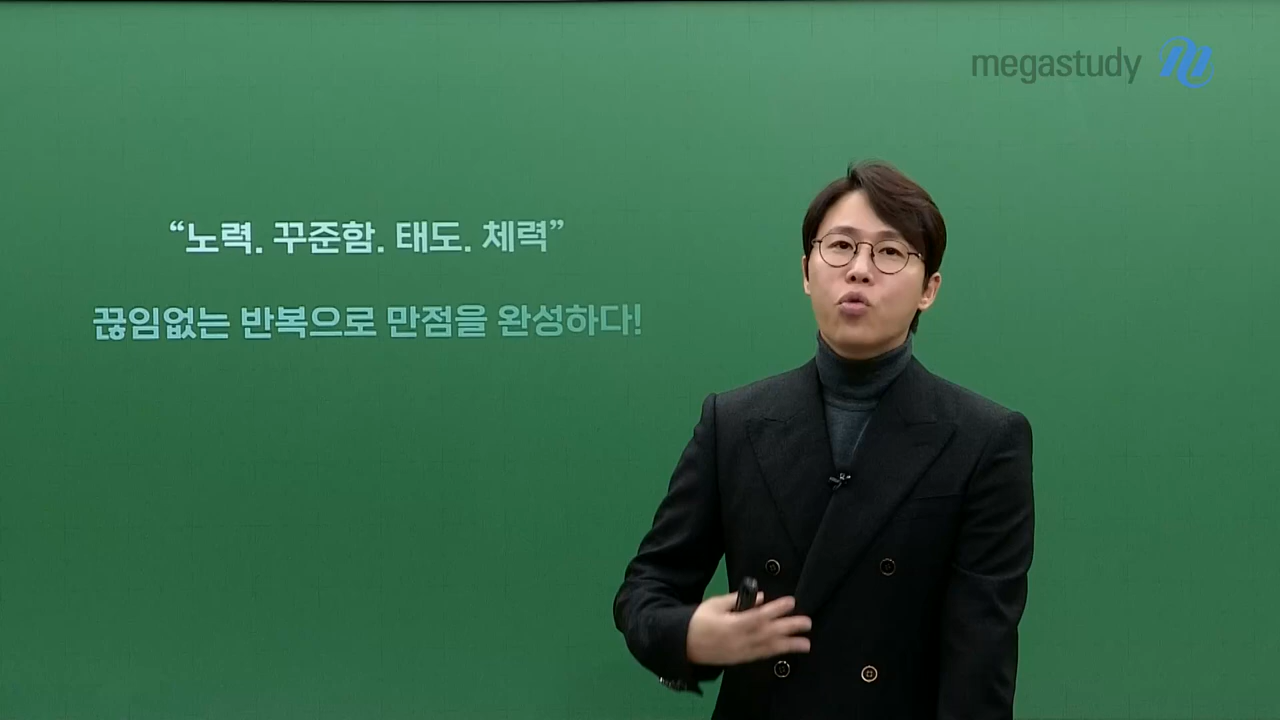 megastudy
“노력. 꾸준함. 태도. 체력”
끊임없는 반복으로 만점을 완성하다!